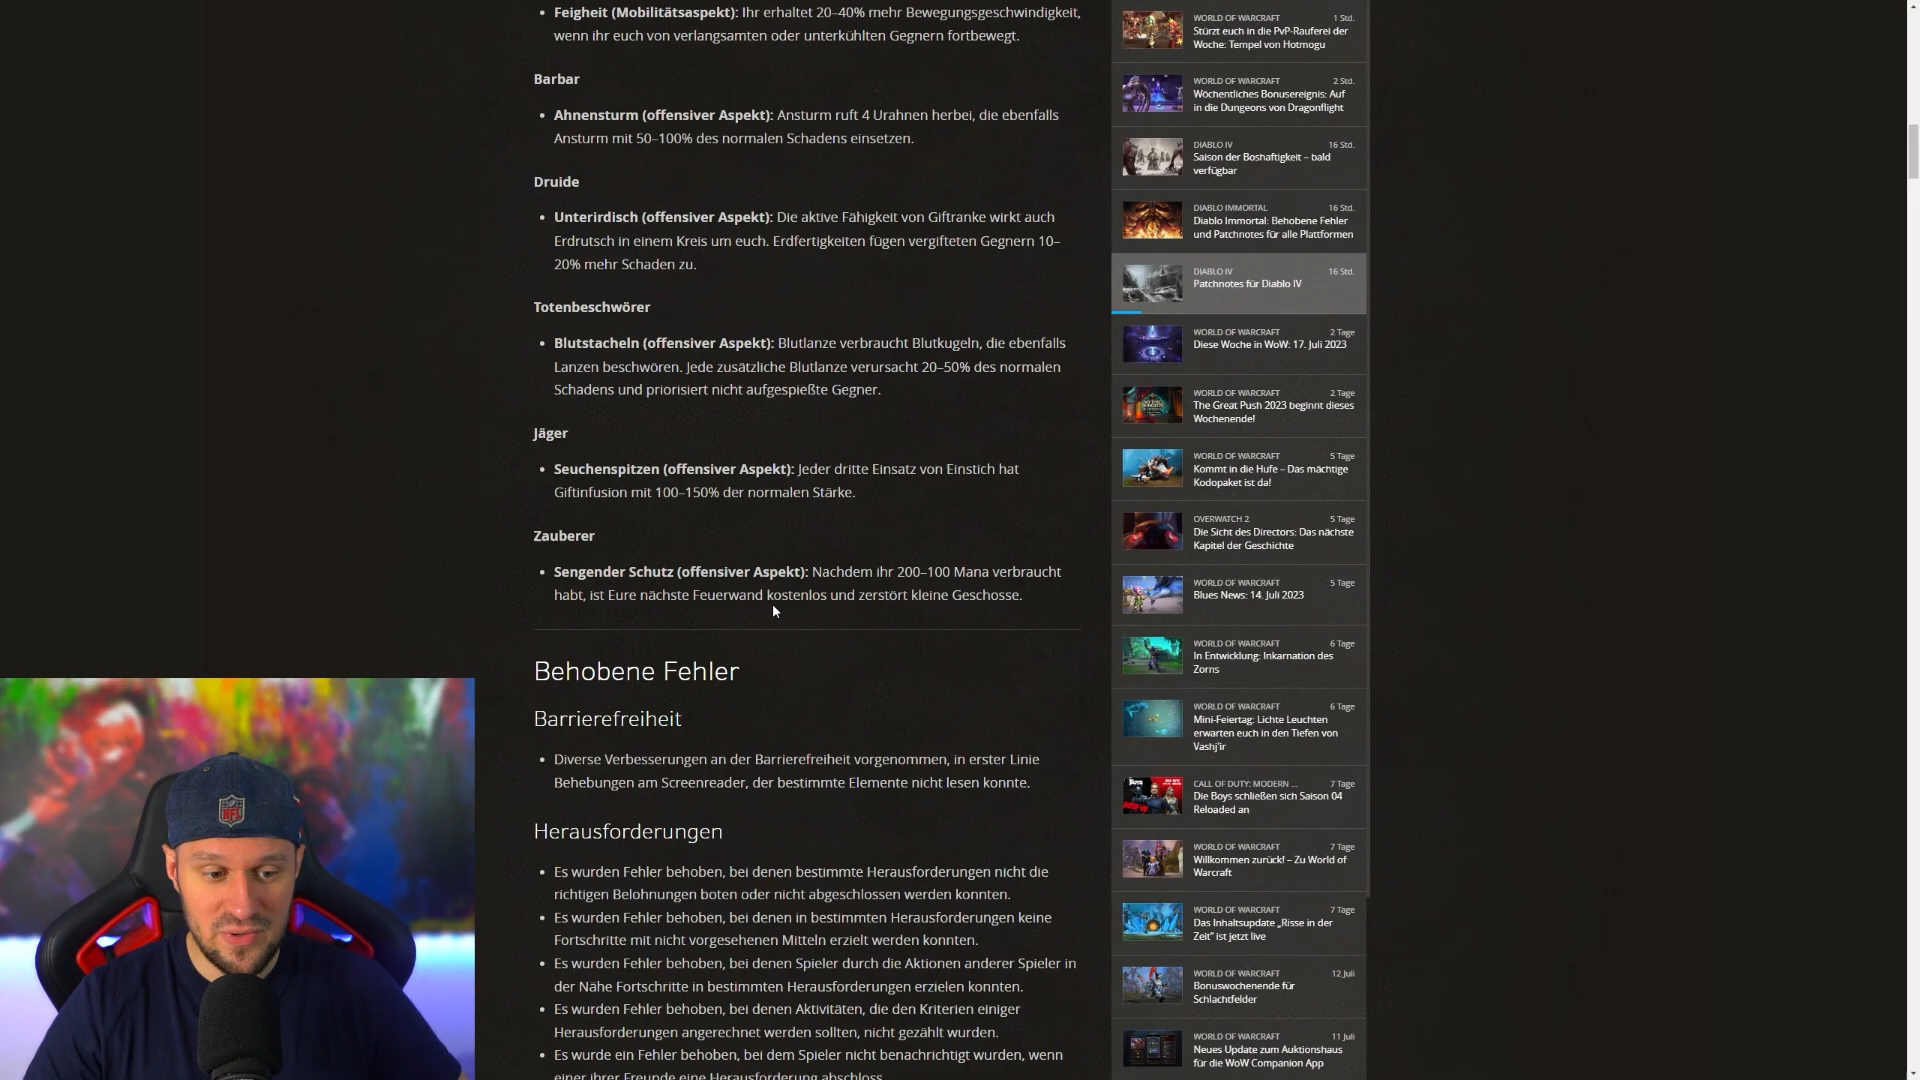 Feigheit (Mobilitätsaspekt): Ihr erhaltet 20–40% mehr Bewegungsgeschwindigkeit,
wenn ihr euch von verlangsamten oder unterkühlten Gegnern fortbewegt.
Barbar
Ahnensturm (offensiver Aspekt): Ansturm ruft 4 Urahnen herbei, die ebenfalls
Ansturm mit 50–100% des normalen Schadens einsetzen.
Druide
Unterirdisch (offensiver Aspekt): Die aktive Fähigkeit von Giftranke wirkt auch
Erdrutsch in einem Kreis um euch. Erdfertigkeiten fügen vergifteten Gegnern 10–
20% mehr Schaden zu.
Totenbeschwörer
Blutstacheln (offensiver Aspekt): Blutlanze verbraucht Blutkugeln, die ebenfalls
Lanzen beschwören. Jede zusätzliche Blutlanze verursacht 20–50% des normalen
Schadens und priorisiert nicht aufgespießte Gegner.
Jäger
Seuchenspitzen (offensiver Aspekt): Jeder dritte Einsatz von Einstich hat
Giftinfusion mit 100–150% der normalen Stärke.
Zauberer
Sengender Schutz (offensiver Aspekt): Nachdem ihr 200–100 Mana verbraucht
habt, ist Eure nächste Feuerwand kostenlos und zerstört kleine Geschosse.
Behobene Fehler
Barrierefreiheit
Diverse Verbesserungen an der Barrierefreiheit vorgenommen, in erster Linie
Behebungen am Screenreader, der bestimmte Elemente nicht lesen konnte.
Herausforderungen
Es wurden Fehler behoben, bei denen bestimmte Herausforderungen nicht die
richtigen Belohnungen boten oder nicht abgeschlossen werden konnten.
Es wurden Fehler behoben, bei denen in bestimmten Herausforderungen keine
Fortschritte mit nicht vorgesehenen Mitteln erzielt werden konnten.
Es wurden Fehler behoben, bei denen Spieler durch die Aktionen anderer Spieler in
der Nähe Fortschritte in bestimmten Herausforderungen erzielen konnten.
Es wurden Fehler behoben, bei denen Aktivitäten, die den Kriterien einiger
Herausforderungen angerechnet werden sollten, nicht gezählt wurden.
Es wurde ein Fehler behoben, bei dem Spieler nicht benachrichtigt wurden, wenn
einer ihrer Freunde eine Herausforderung abschloss.
WORLD OF WARCRAFT 1 Std.
Stürzt euch in die PvP-Rauferei der
Woche: Tempel von Hotmogu
WORLD OF WARCRAFT 2 Std.
Wöchentliches Bonusereignis: Auf
in die Dungeons von Dragonflight
DIABLO IV 16 Std.
Saison der Boshaftigkeit – bald
verfügbar
DIABLO IMMORTAL 16 Std.
Diablo Immortal: Behobene Fehler
und Patchnotes für alle Plattformen
DIABLO IV 16 Std.
Patchnotes für Diablo IV
WORLD OF WARCRAFT 2 Tage
Diese Woche in WoW: 17. Juli 2023
WORLD OF WARCRAFT 2 Tage
The Great Push 2023 beginnt dieses
Wochenende!
WORLD OF WARCRAFT 5 Tage
Kommt in die Hufe – Das mächtige
Kodopaket ist da!
OVERWATCH 2 5 Tage
Die Sicht des Directors: Das nächste
Kapitel der Geschichte
WORLD OF WARCRAFT 5 Tage
Blues News: 14. Juli 2023
WORLD OF WARCRAFT 6 Tage
In Entwicklung: Inkarnation des
Zorns
WORLD OF WARCRAFT 6 Tage
Mini-Feiertag: Lichte Leuchten
erwarten euch in den Tiefen von
Vashj'ir
CALL OF DUTY: MODERN ... 7 Tage
Die Boys schließen sich Saison 04
Reloaded an
WORLD OF WARCRAFT 7 Tage
Willkommen zurück! – Zu World of
Warcraft
WORLD OF WARCRAFT 7 Tage
Das Inhaltsupdate „Risse in der
Zeit" ist jetzt live
WORLD OF WARCRAFT 12 Juli
Bonuswochenende für
Schlachtfelder
WORLD OF WARCRAFT 11 Juli
Neues Update zum Auktionshaus
für die WoW Companion App
NFL